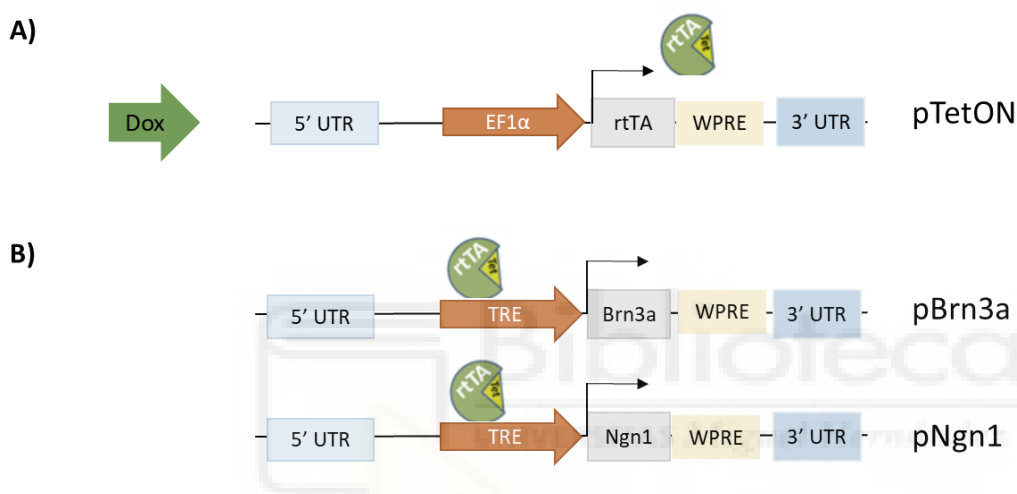 A)
rtTA
Tet
Dox
5' UTR
EF1α
rtTA
WPRE
3' UTR
pTetON
B)
rtTA
Tet
5' UTR
TRE
Brn3a
WPRE
3' UTR
pBrn3a
Biblioteca
rtTA
Tet
5' UTR
TRE
Ngn1
WPRE
3' UTR
pNgn1